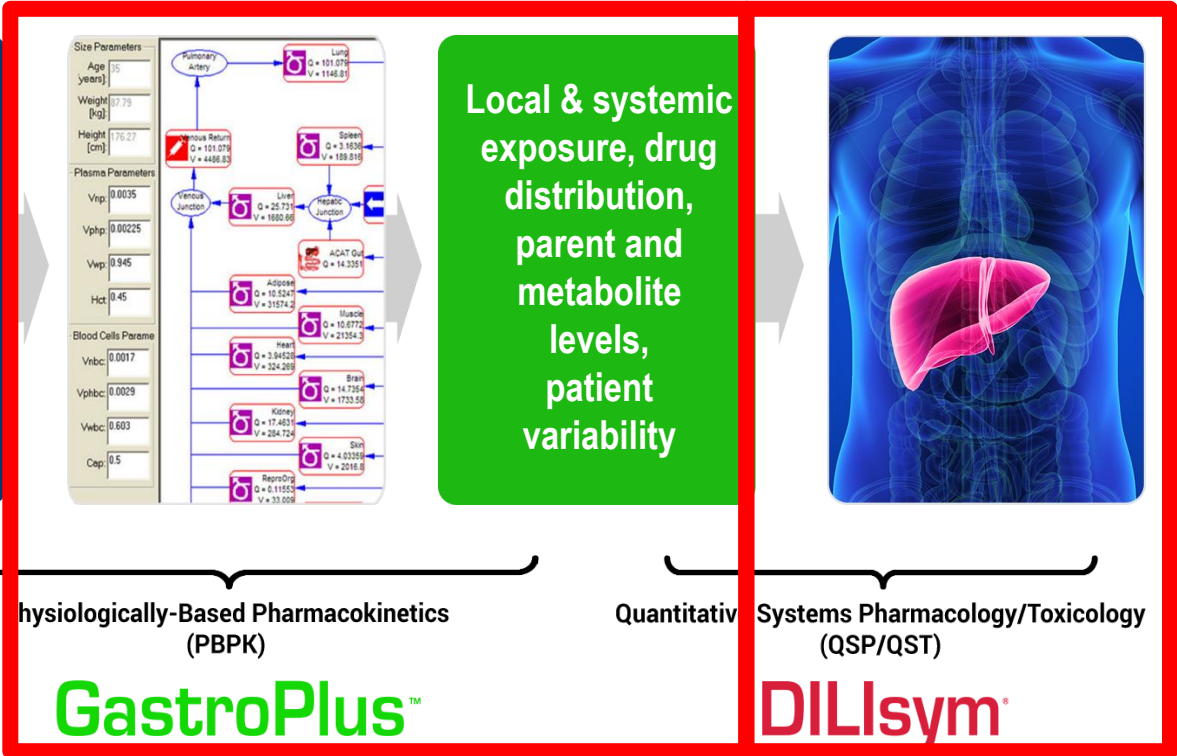 Size Parameters
Age
years]:
35
Weight
[kg]:
87.79
Height
[cm]:
176.27
Plasma Parameters
Vnp:
0.0035
Vphp:
0.00225
Vwp:
0.945
Hct:
0.45
Blood Cells Parame
Vnbc:
0.0017
Vphbc:
0.0029
Vwbc:
0.603
Cap:
0.5
Pulmonary
Artery
Lung
Q = 101.079
V = 1146.81
Venous Return
Q = 101.079
V = 4486.83
Spleen
Q = 3.1636
V = 189.816
Venous
Junction
Liver
Q = 25.731
V = 1680.66
Hepatic
Junction
ACAT Gut
Q = 14.3351
Adipose
Q = 10.5247
V = 31574.2
Muscle
Q = 10.6772
V = 21354.3
Heart
Q = 3.94528
V = 324.269
Brain
Q = 14.7354
V = 1733.58
Kidney
Q = 17.4631
V = 284.724
Skin
Q = 4.03359
V = 2016.8
ReproOrg
Q = 0.11553
V = 33.009
Local & systemic
exposure, drug
distribution,
parent and
metabolite
levels,
patient
variability
hysiologically-Based Pharmacokinetics
(PBPK)
Quantitativ Systems Pharmacology/Toxicology
(QSP/QST)
GastroPlus™
DILIsym®